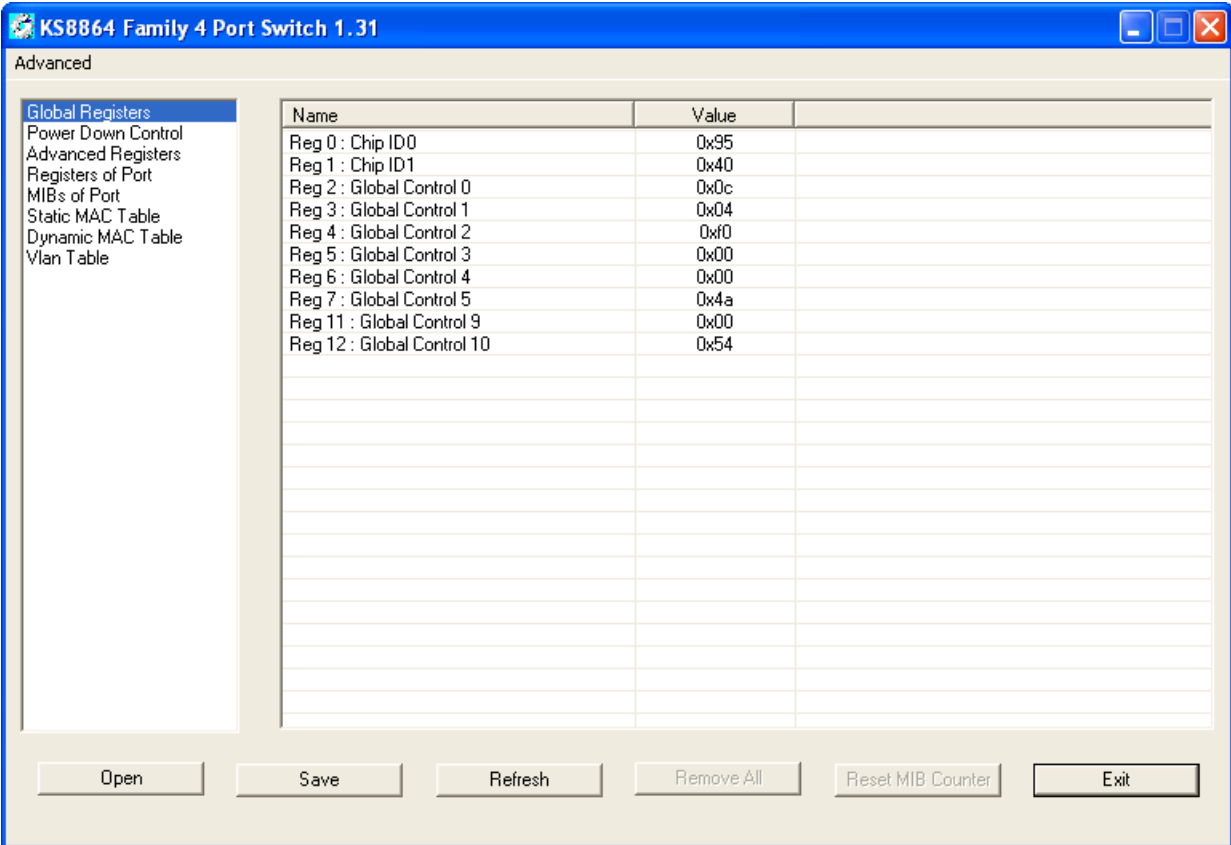 KS8864 Family 4 Port Switch 1.31
Advanced
Global Registers
Power Down Control
Advanced Registers
Registers of Port
MIBs of Port
Static MAC Table
Dynamic MAC Table
Vlan Table
Name Value
Reg 0 : Chip ID0 0x95
Reg 1 : Chip ID1 0x40
Reg 2 : Global Control 0 0x0c
Reg 3 : Global Control 1 0x04
Reg 4 : Global Control 2 0xf0
Reg 5 : Global Control 3 0x00
Reg 6 : Global Control 4 0x00
Reg 7 : Global Control 5 0x4a
Reg 11 : Global Control 9 0x00
Reg 12 : Global Control 10 0x54
Open Save Refresh Remove All Reset MIB Counter Exit